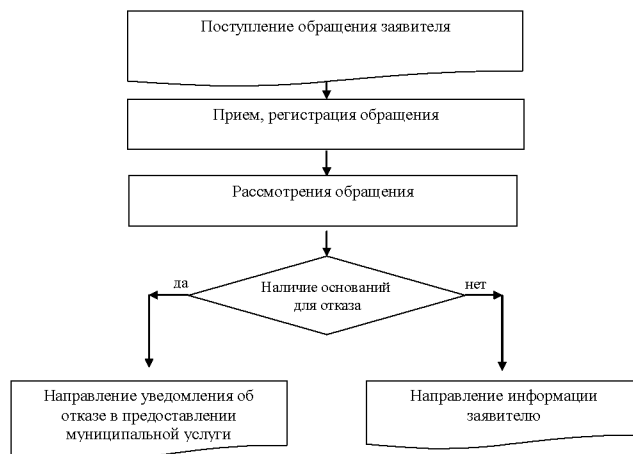 Поступление обращения заявителя
Прием, регистрация обращения
Рассмотрения обращения
Наличие оснований
для отказа
да
нет
Направление уведомления об
отказе в предоставлении
муниципальной услуги
Направление информации
заявителю